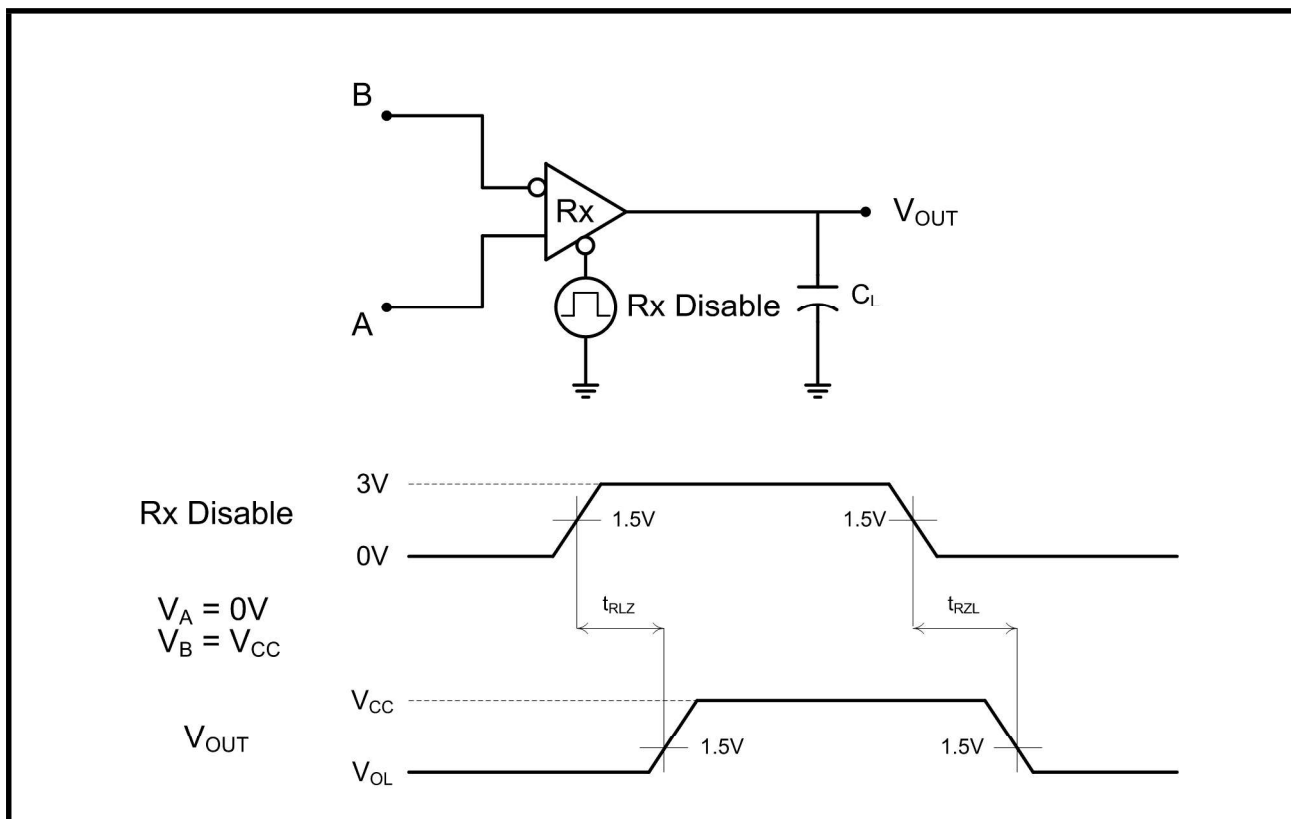 B
Rx
V_OUT
Rx Disable
C_L
A
3V
Rx Disable
1.5V
1.5V
0V
t_RLZ
t_RZL
V_A = 0V
V_B = V_CC
V_CC
V_OUT
1.5V
1.5V
V_OL